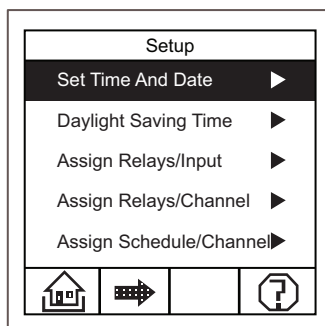 Setup
Set Time And Date
Daylight Saving Time
Assign Relays/Input
Assign Relays/Channel
Assign Schedule/Channel
?